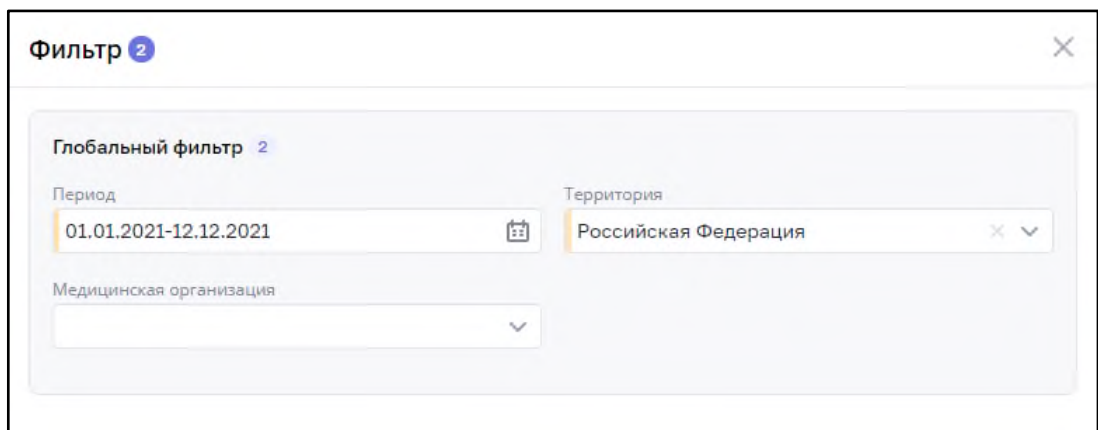 Фильтр 2
Глобальный фильтр 2
Период
Территория
01.01.2021-12.12.2021
Российская Федерация
Медицинская организация